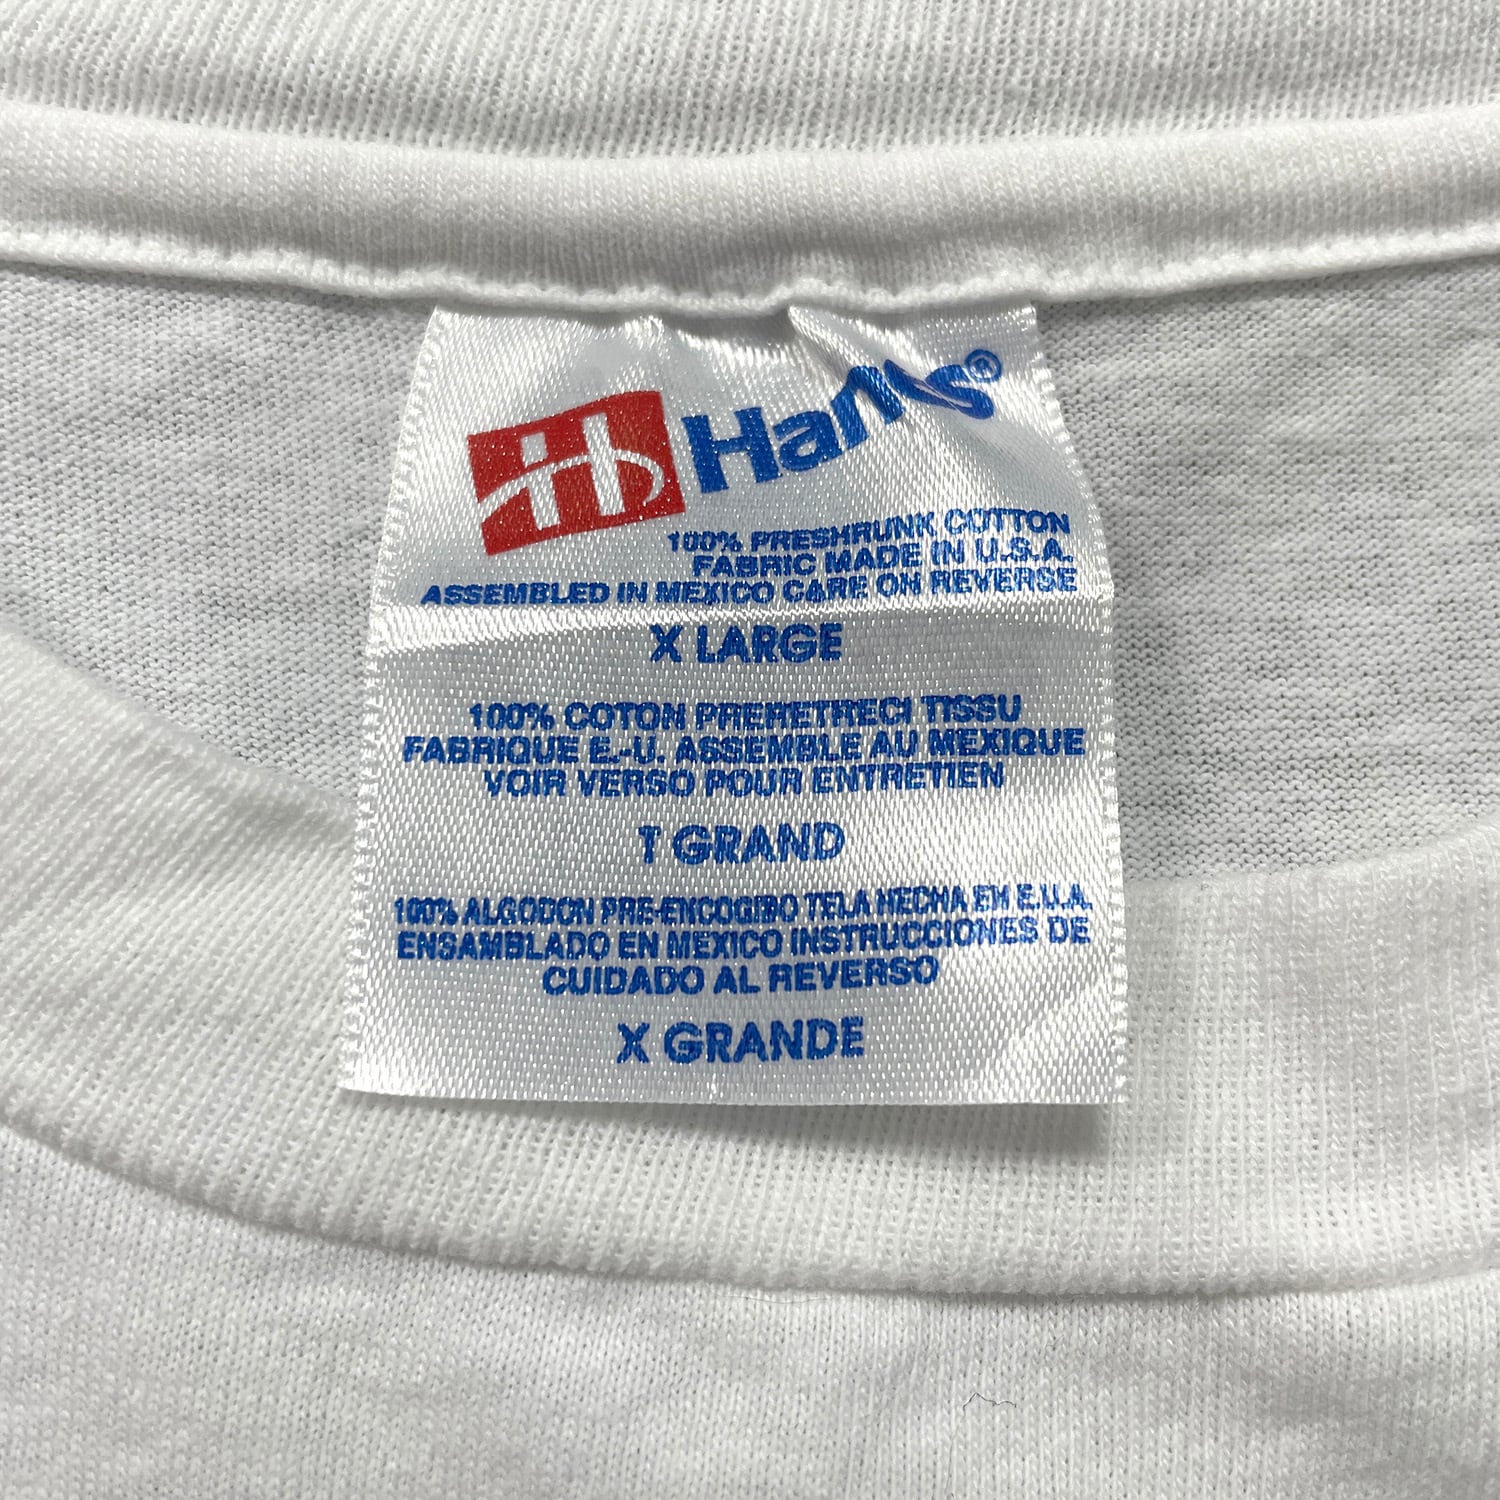 H Hanes®
100% PRESHRUNK COTTON
FABRIC MADE IN U.S.A.
ASSEMBLED IN MEXICO CARE ON REVERSE
X LARGE
100% COTON PRERETRECI TISSU
FABRIQUE E.-U. ASSEMBLE AU MEXIQUE
VOIR VERSO POUR ENTRETIEN
T GRAND
100% ALGODON PRE-ENCOGIDO TELA HECHA EN E.U.A.
ENSAMBLADO EN MEXICO INSTRUCCIONES DE
CUIDADO AL REVERSO
X GRANDE